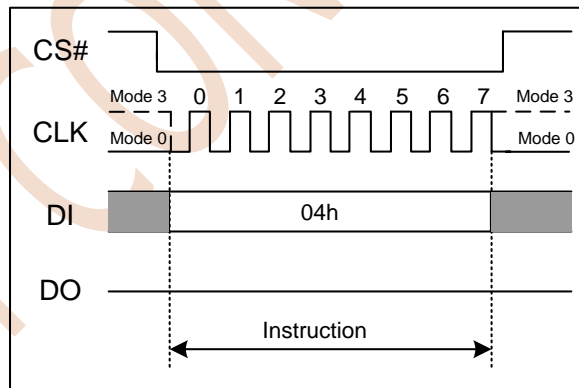 CS#
Mode 3 0 1 2 3 4 5 6 7 Mode 3
CLK
Mode 0 Mode 0
DI 04h
DO
Instruction